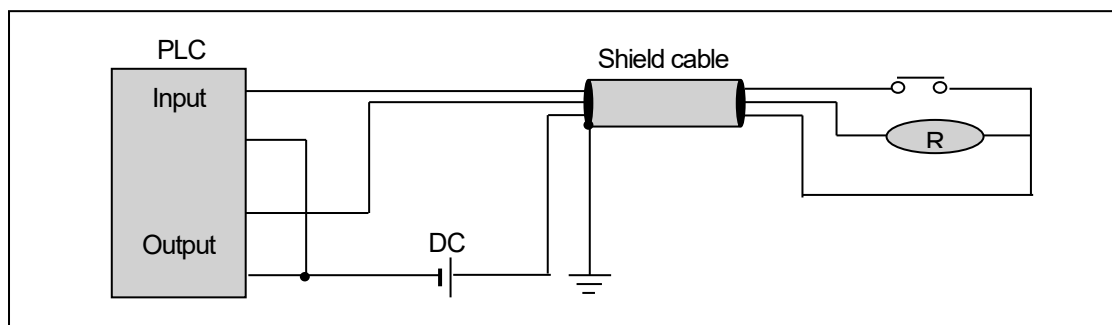 PLC
Shield cable
Input
R
Output
DC